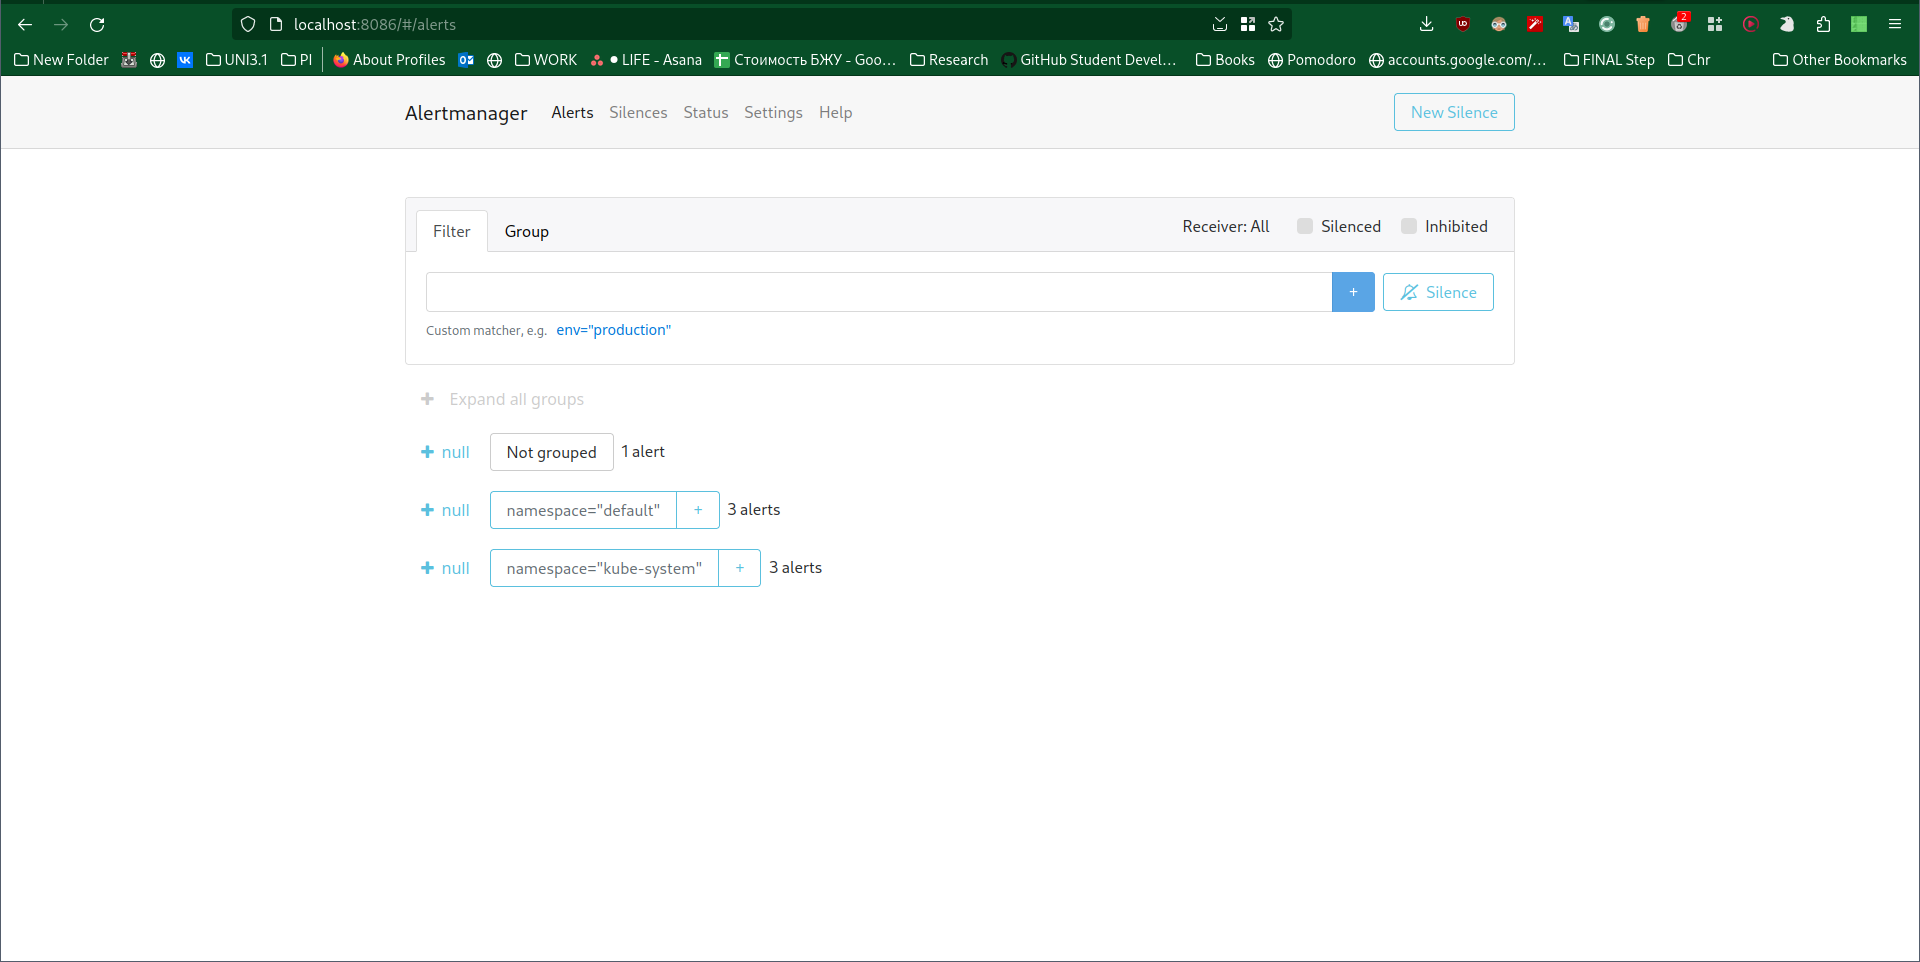 localhost:8086/#/alerts
2
New Folder UNI3.1 PI About Profiles WORK LIFE - Asana Стоимость БЖУ - Goo… Research GitHub Student Devel… Books Pomodoro accounts.google.com/… FINAL Step Chr Other Bookmarks
Alertmanager Alerts Silences Status Settings Help New Silence
Filter Group Receiver: All Silenced Inhibited
+ Silence
Custom matcher, e.g. env="production"
+ Expand all groups
+ null Not grouped 1 alert
+ null namespace="default" + 3 alerts
+ null namespace="kube-system" + 3 alerts